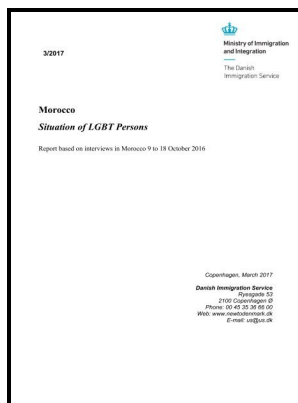 3/2017
Ministry of Immigration
and Integration
The Danish
Immigration Service
Morocco
Situation of LGBT Persons
Report based on interviews in Morocco 9 to 18 October 2016
Copenhagen, March 2017
Danish Immigration Service
Ryesgade 53
2100 Copenhagen Ø
Phone: 00 45 35 36 66 00
Web: www.newtodenmark.dk
E-mail: us@us.dk